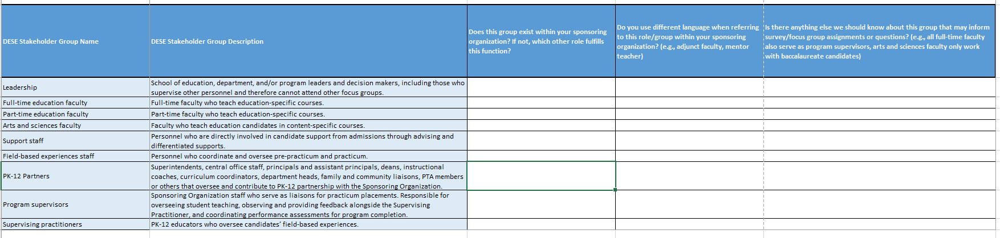 DESE Stakeholder Group Name
DESE Stakeholder Group Description
Does this group exist within your sponsoring
organization? If not, which other role fulfills
this function?
Do you use different language when referring
to this role/group within your sponsoring
organization? (e.g., adjunct faculty, mentor
teacher)
Is there anything else we should know about this group that may inform
survey/focus group assignments or questions? (e.g., all full-time faculty
also serve as program supervisors, arts and sciences faculty only work
with baccalaureate candidates)
Leadership
School of education, department, and/or program leaders and decision makers, including those who
supervise other personnel and therefore cannot attend other focus groups.
Full-time education faculty
Full-time faculty who teach education-specific courses.
Part-time education faculty
Part-time faculty who teach education-specific courses.
Arts and sciences faculty
Faculty who teach education candidates in content-specific courses.
Support staff
Personnel who are directly involved in candidate support from admissions through advising and
differentiated supports.
Field-based experiences staff
Personnel who coordinate and oversee pre-practicum and practicum.
PK-12 Partners
Superintendents, central office staff, principals and assistant principals, deans, instructional
coaches, curriculum coordinators, department heads, family and community liaisons, PTA members
or others that oversee and contribute to PK-12 partnership with the Sponsoring Organization.
Program supervisors
Sponsoring Organization staff who serve as liaisons for practicum placements. Responsible for
overseeing student teaching, observing and providing feedback alongside the Supervising
Practitioner, and coordinating performance assessments for program completion.
Supervising practitioners
PK-12 educators who oversee candidates' field-based experiences.